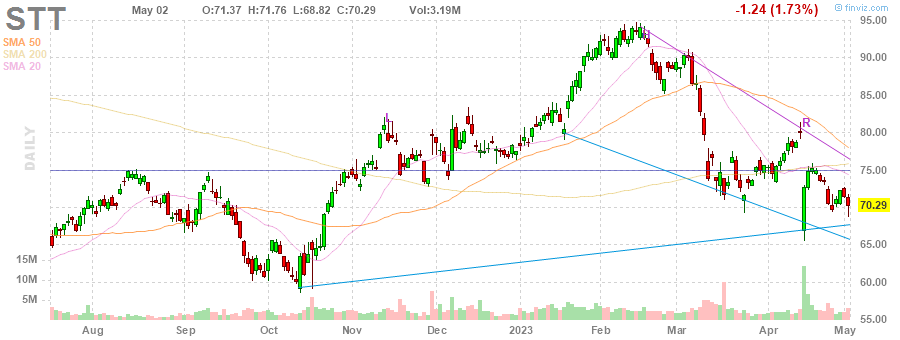 STT
May 02
O:71.37 H:71.76 L:68.82 C:70.29 Vol:3.19M
-1.24 (1.73%)
© finviz.com
SMA 50
SMA 200
SMA 20
DAILY
95.00
90.00
85.00
80.00
75.00
70.00
70.29
65.00
60.00
55.00
15M
10M
5M
R
Aug Sep Oct Nov Dec 2023 Feb Mar Apr May